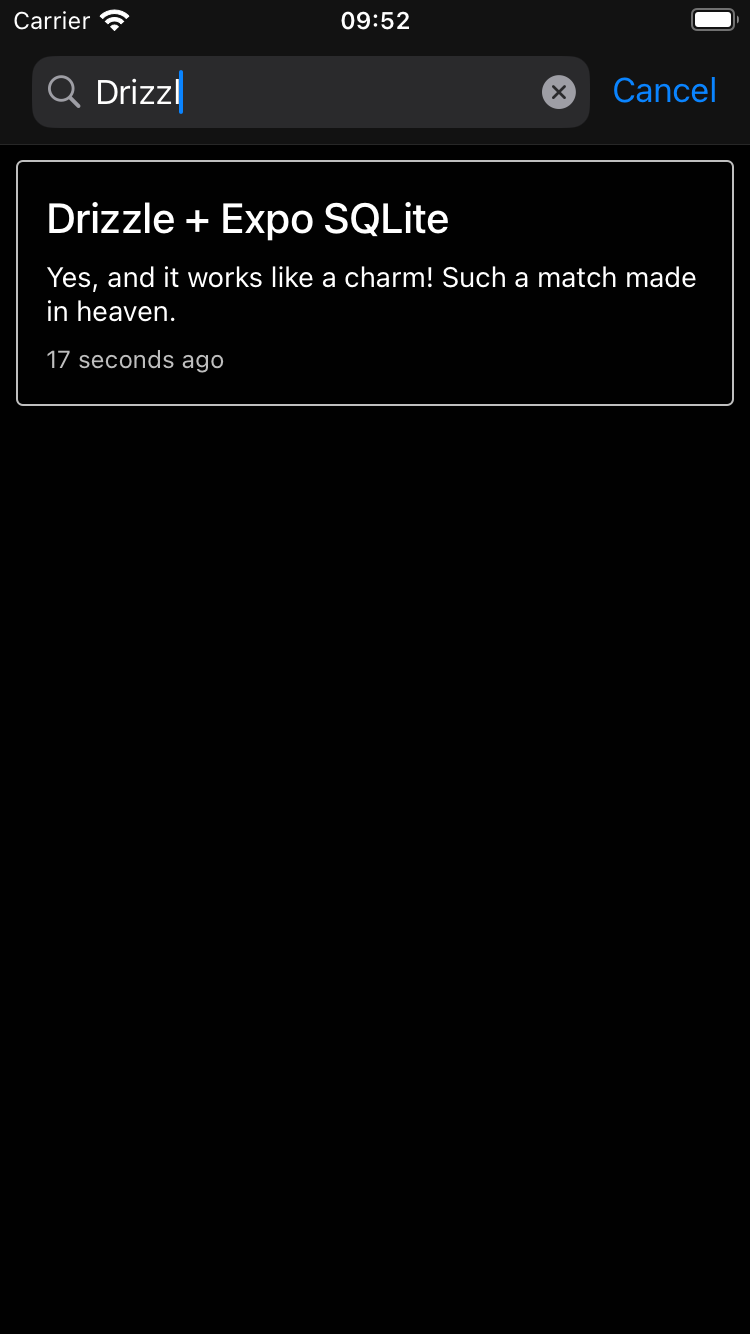 Carrier 09:52
Drizzl Cancel
Drizzle + Expo SQLite
Yes, and it works like a charm! Such a match made
in heaven.
17 seconds ago